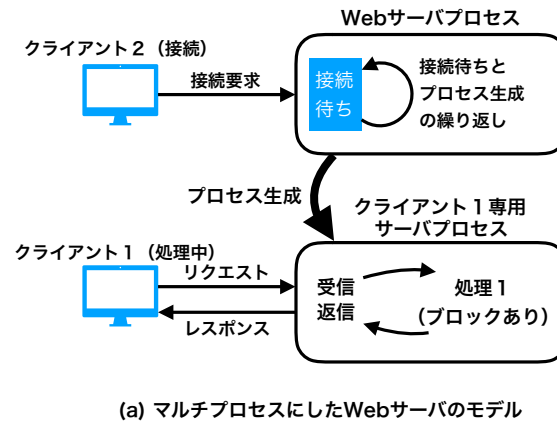 Webサーバプロセス
クライアント2（接続）
接続要求
接続
待ち
接続待ちと
プロセス生成
の繰り返し
プロセス生成
クライアント1専用
サーバプロセス
クライアント1（処理中）
リクエスト
レスポンス
受信
返信
処理1
（ブロックあり）
(a) マルチプロセスにしたWebサーバのモデル